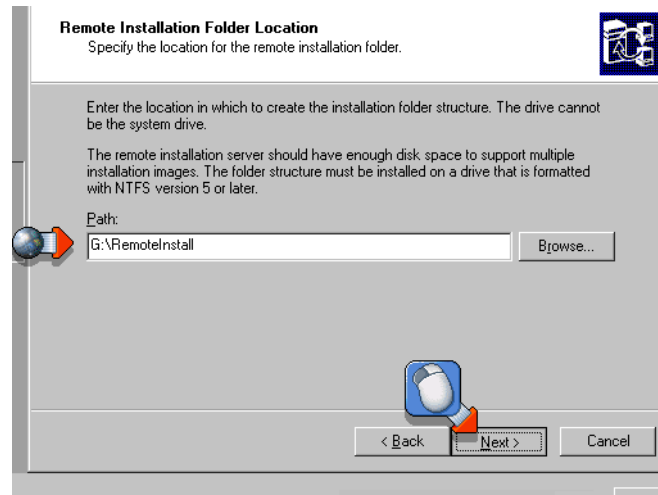 Remote Installation Folder Location
Specify the location for the remote installation folder.
Enter the location in which to create the installation folder structure. The drive cannot
be the system drive.
The remote installation server should have enough disk space to support multiple
installation images. The folder structure must be installed on a drive that is formatted
with NTFS version 5 or later.
Path:
G:\RemoteInstall
Browse...
< Back
Next >
Cancel